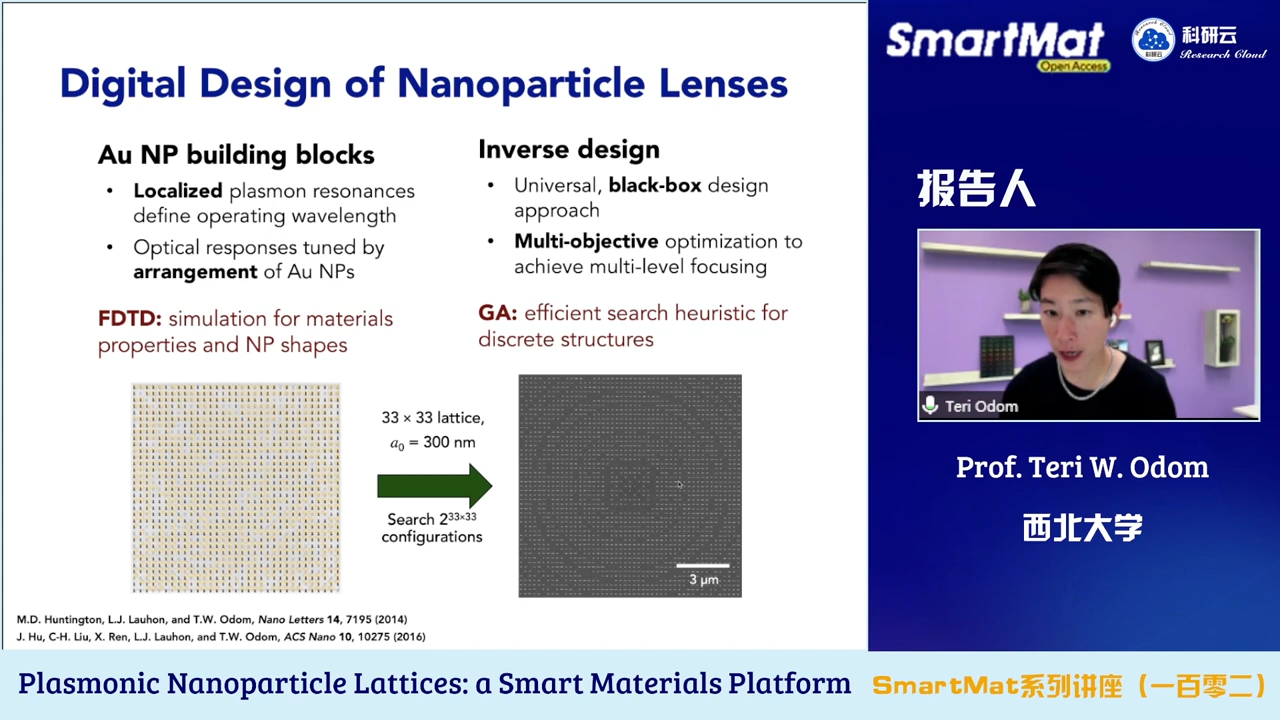 Digital Design of Nanoparticle Lenses
Au NP building blocks
• Localized plasmon resonances
define operating wavelength
• Optical responses tuned by
arrangement of Au NPs
FDTD: simulation for materials
properties and NP shapes
Inverse design
• Universal, black-box design
approach
• Multi-objective optimization to
achieve multi-level focusing
GA: efficient search heuristic for
discrete structures
33 × 33 lattice,
a₀ = 300 nm
Search 2³³ˣ³³
configurations
3 μm
M.D. Huntington, L.J. Lauhon, and T.W. Odom, Nano Letters 14, 7195 (2014)
J. Hu, C-H. Liu, X. Ren, L.J. Lauhon, and T.W. Odom, ACS Nano 10, 10275 (2016)
SmartMat
Open Access
Research Cloud
科研云
科研云
Research Cloud
报告人
Teri Odom
Prof. Teri W. Odom
西北大学
Plasmonic Nanoparticle Lattices: a Smart Materials Platform
SmartMat系列讲座（一百零二）